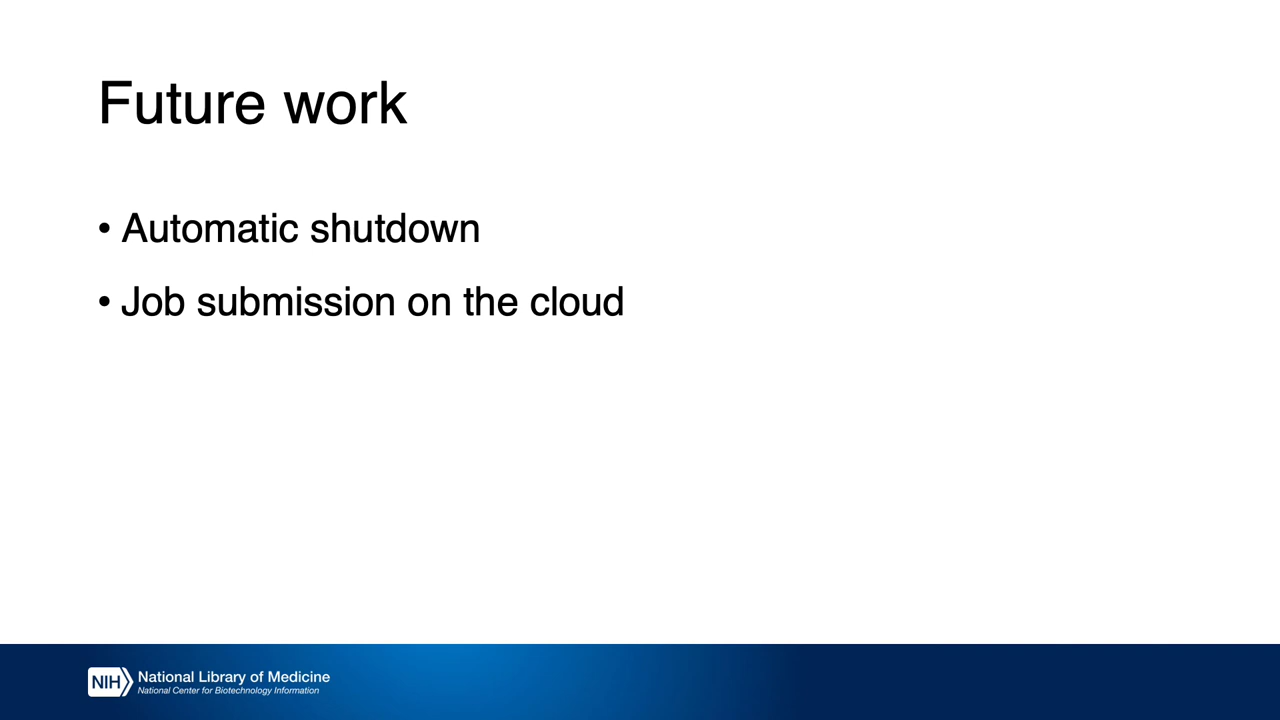 Future work
• Automatic shutdown
• Job submission on the cloud
NIH
National Library of Medicine
National Center for Biotechnology Information